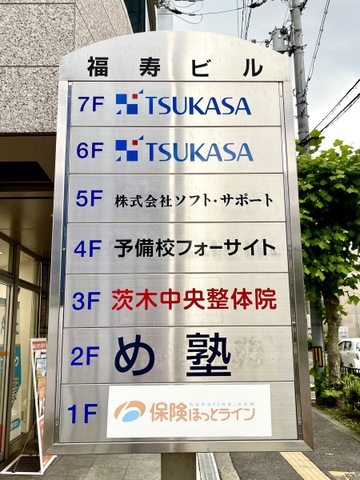 福寿ビル
7F TSUKASA
6F TSUKASA
5F 株式会社ソフト・サポート
4F 予備校フォーサイト
3F 茨木中央整体院
2F め塾
hokenline.com
1F 保険ほっとライン